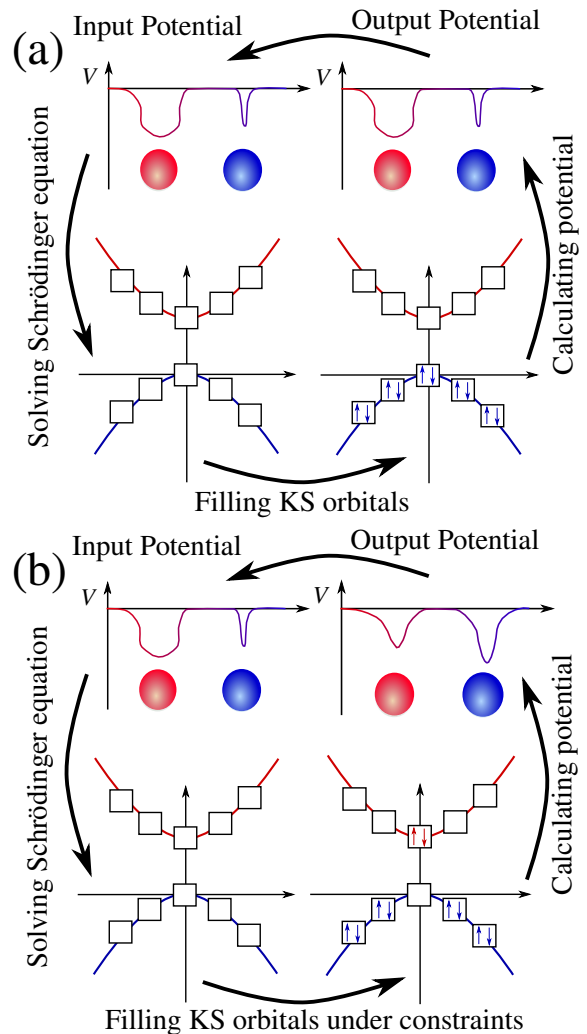 (a)
Input Potential
Output Potential
V
V
Solving Schrödinger equation
Calculating potential
Filling KS orbitals
(b)
Input Potential
Output Potential
V
V
Solving Schrödinger equation
Calculating potential
Filling KS orbitals under constraints